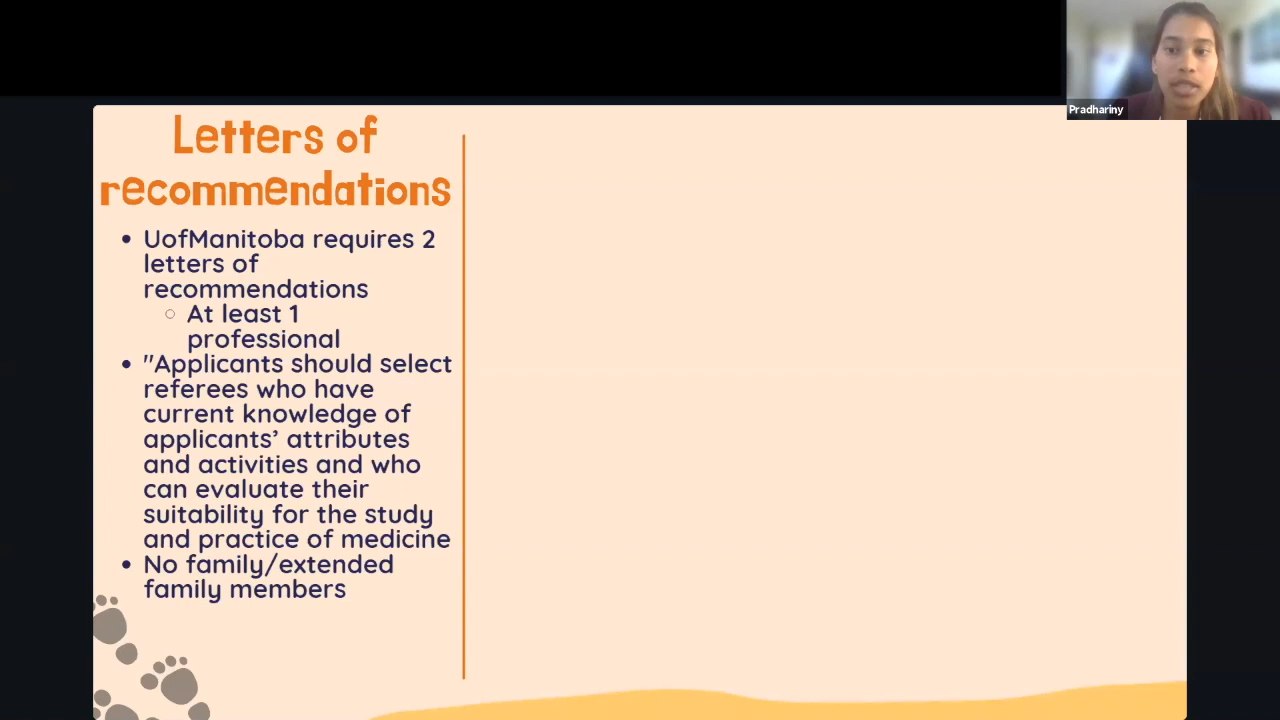 Pradhariny
Letters of
recommendations
• UofManitoba requires 2
letters of
recommendations
○ At least 1
professional
• "Applicants should select
referees who have
current knowledge of
applicants’ attributes
and activities and who
can evaluate their
suitability for the study
and practice of medicine
• No family/extended
family members